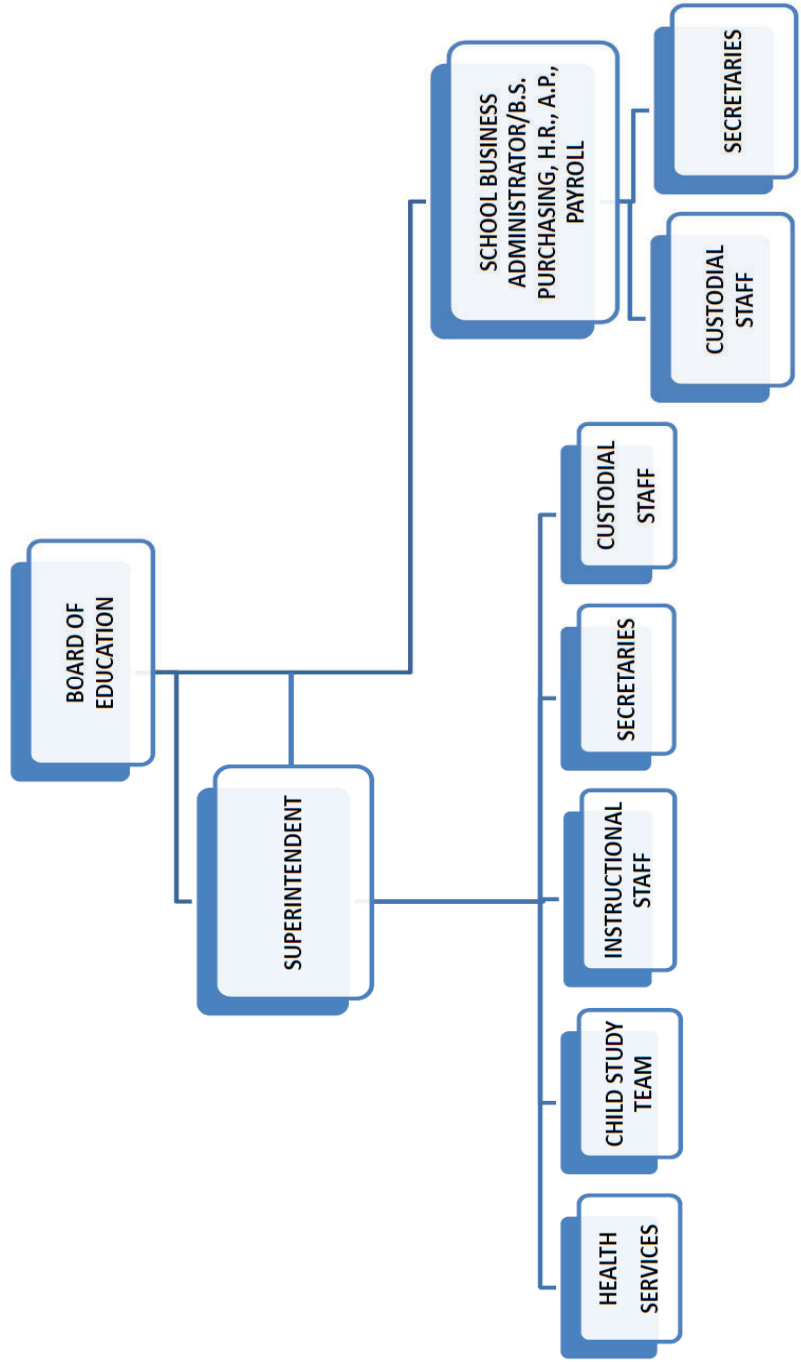 BOARD OF
EDUCATION
SUPERINTENDENT
SCHOOL BUSINESS
ADMINISTRATOR/B.S.
PURCHASING, H.R., A.P.,
PAYROLL
HEALTH
SERVICES
CHILD STUDY
TEAM
INSTRUCTIONAL
STAFF
SECRETARIES
CUSTODIAL
STAFF
CUSTODIAL
STAFF
SECRETARIES